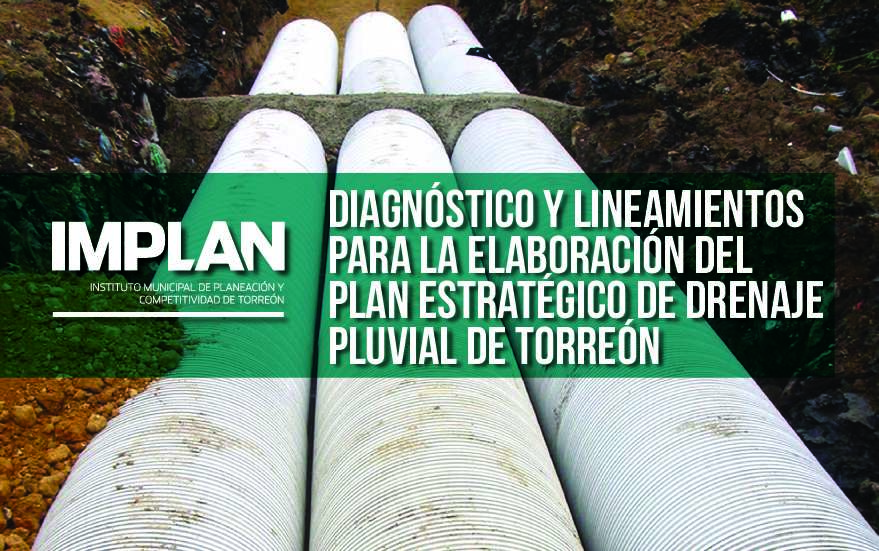 IMPLAN
INSTITUTO MUNICIPAL DE PLANEACIÓN Y
COMPETITIVIDAD DE TORREÓN
DIAGNÓSTICO Y LINEAMIENTOS
PARA LA ELABORACIÓN DEL
PLAN ESTRATÉGICO DE DRENAJE
PLUVIAL DE TORREÓN